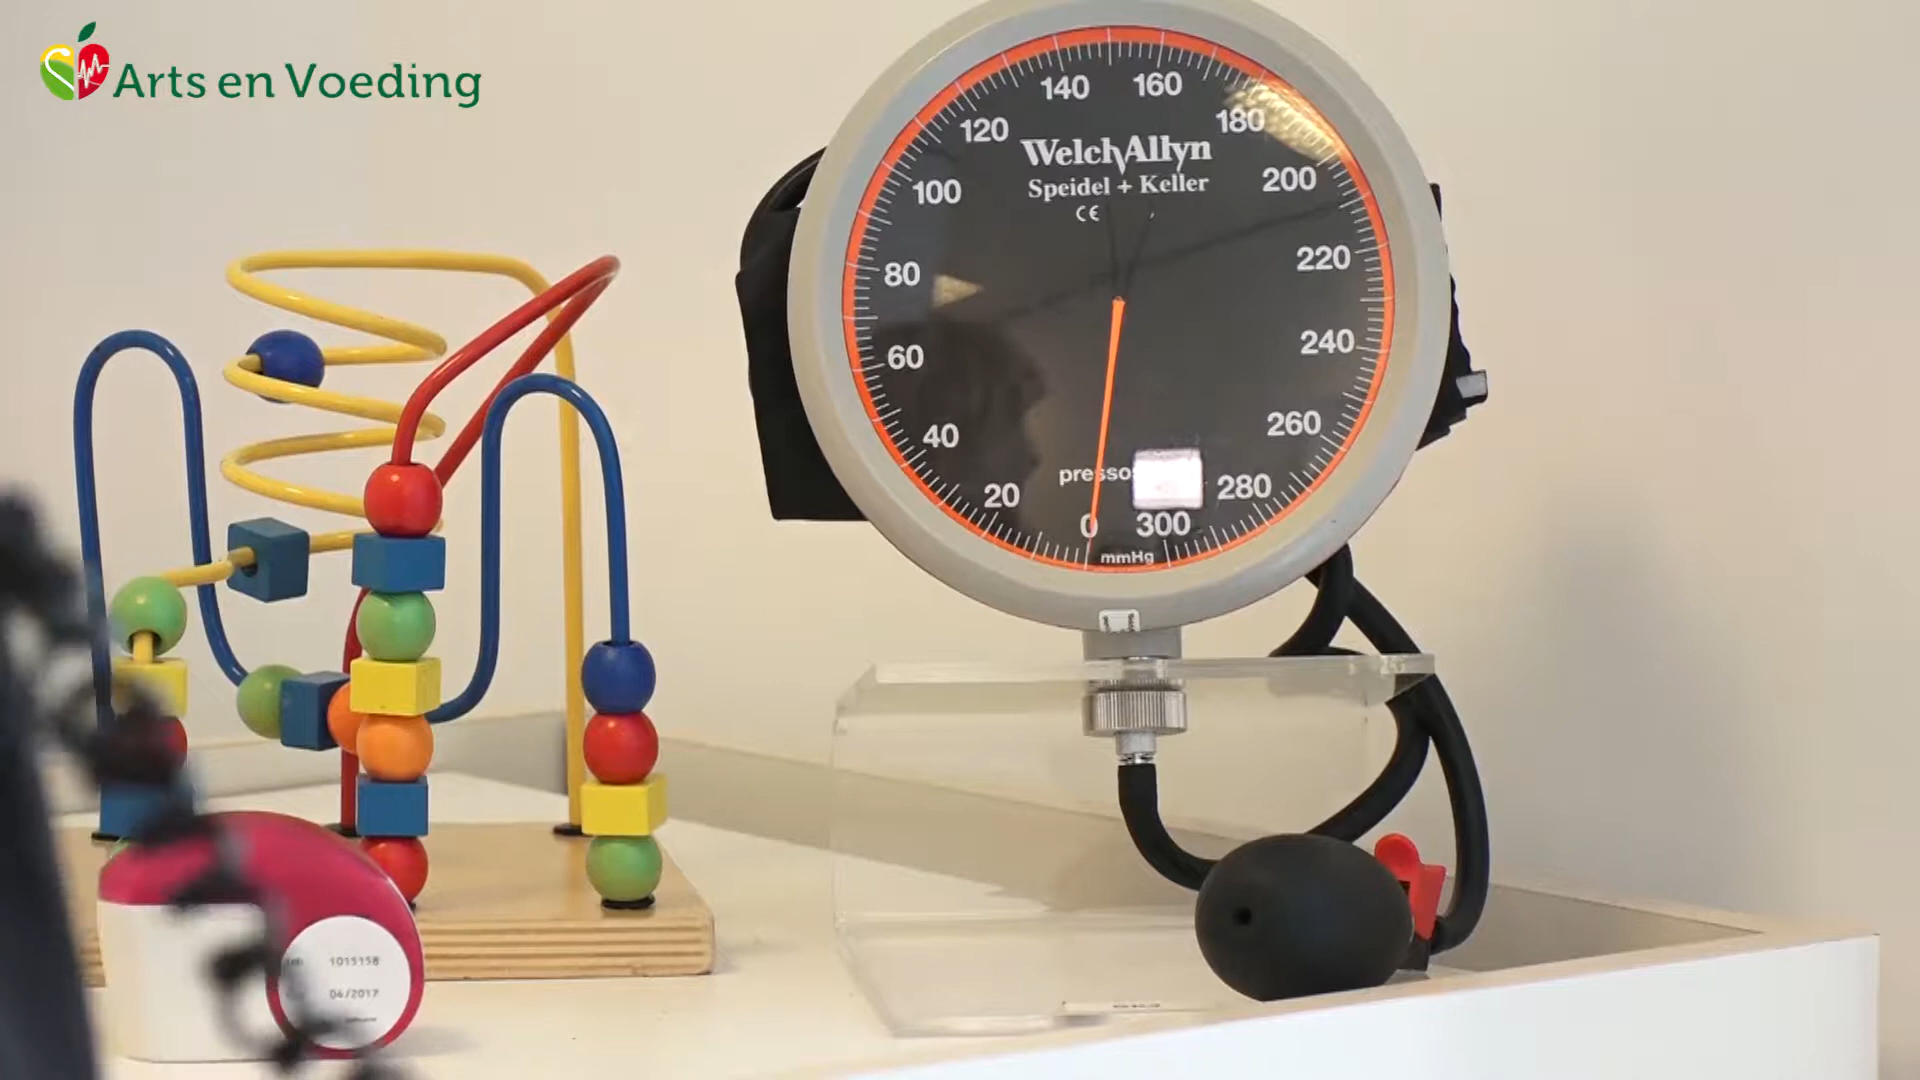 Arts en Voeding
140 160
120 180
WelchAllyn
Speidel + Keller
CE
100 200
80 220
60 240
40 260
20 280
0 300
mmHg
1015158
04/2017